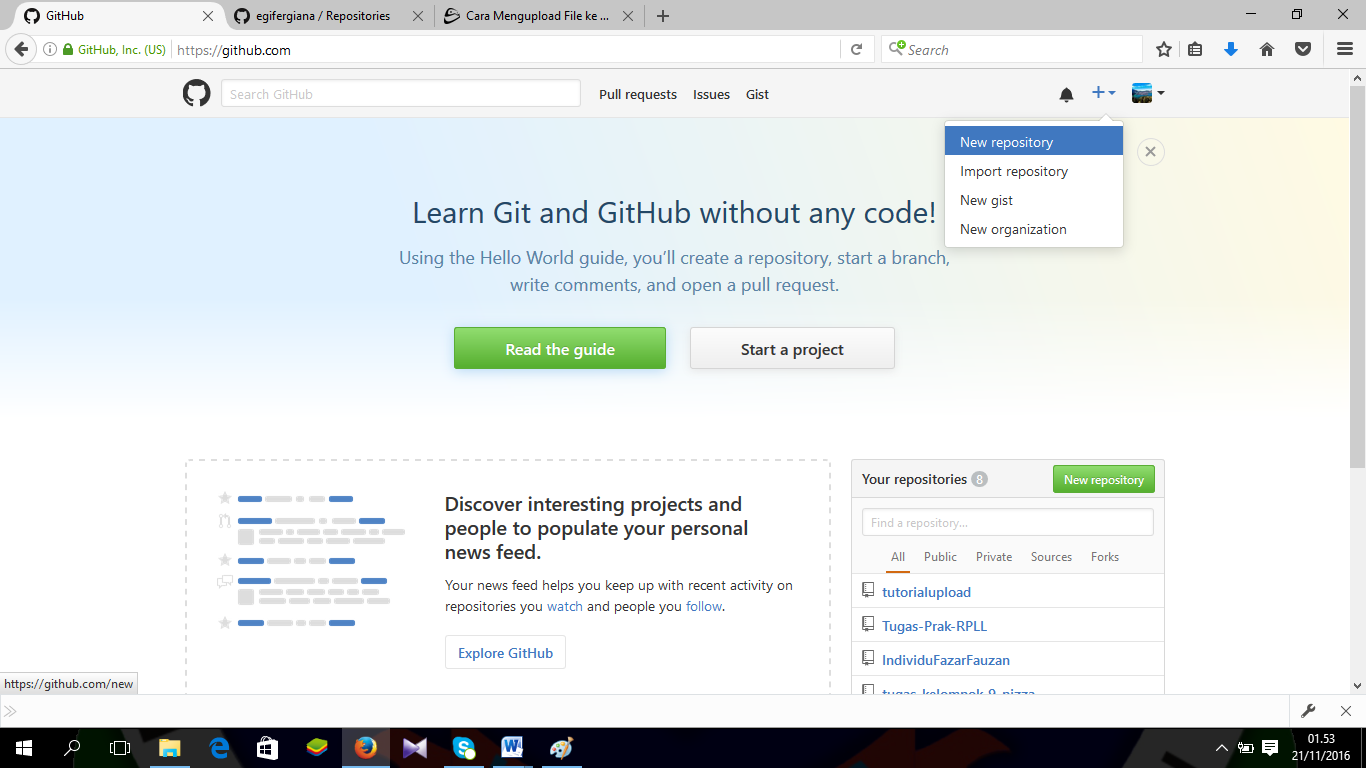 GitHub
egifergiana / Repositories
Cara Mengupload File ke ...
GitHub, Inc. (US)
https://github.com
Search
Search GitHub
Pull requests
Issues
Gist
New repository
Import repository
New gist
New organization
Learn Git and GitHub without any code!
Using the Hello World guide, you’ll create a repository, start a branch,
write comments, and open a pull request.
Read the guide
Start a project
Discover interesting projects and
people to populate your personal
news feed.
Your news feed helps you keep up with recent activity on
repositories you watch and people you follow.
Explore GitHub
Your repositories 8
New repository
Find a repository...
All
Public
Private
Sources
Forks
tutorialupload
Tugas-Prak-RPLL
IndividuFazarFauzan
tugas-kelompok-9-pizza
https://github.com/new
01.53
21/11/2016